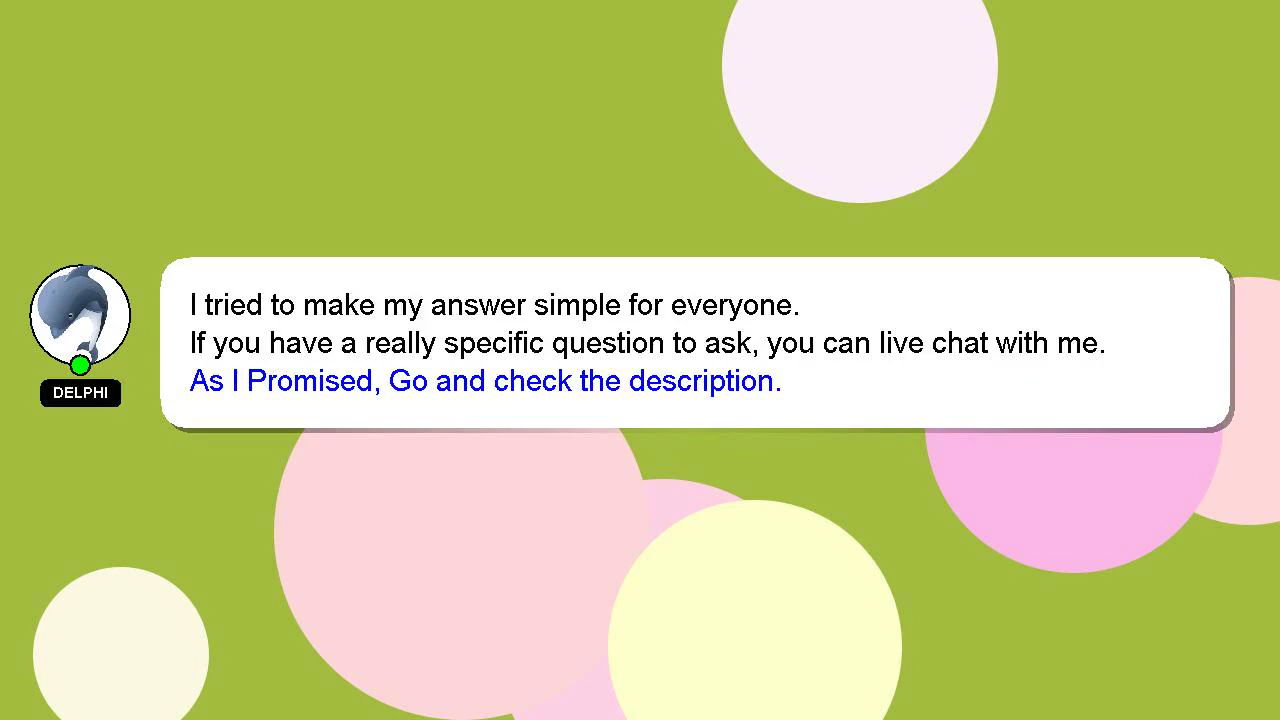 I tried to make my answer simple for everyone.
If you have a really specific question to ask, you can live chat with me.
As I Promised, Go and check the description.
DELPHI